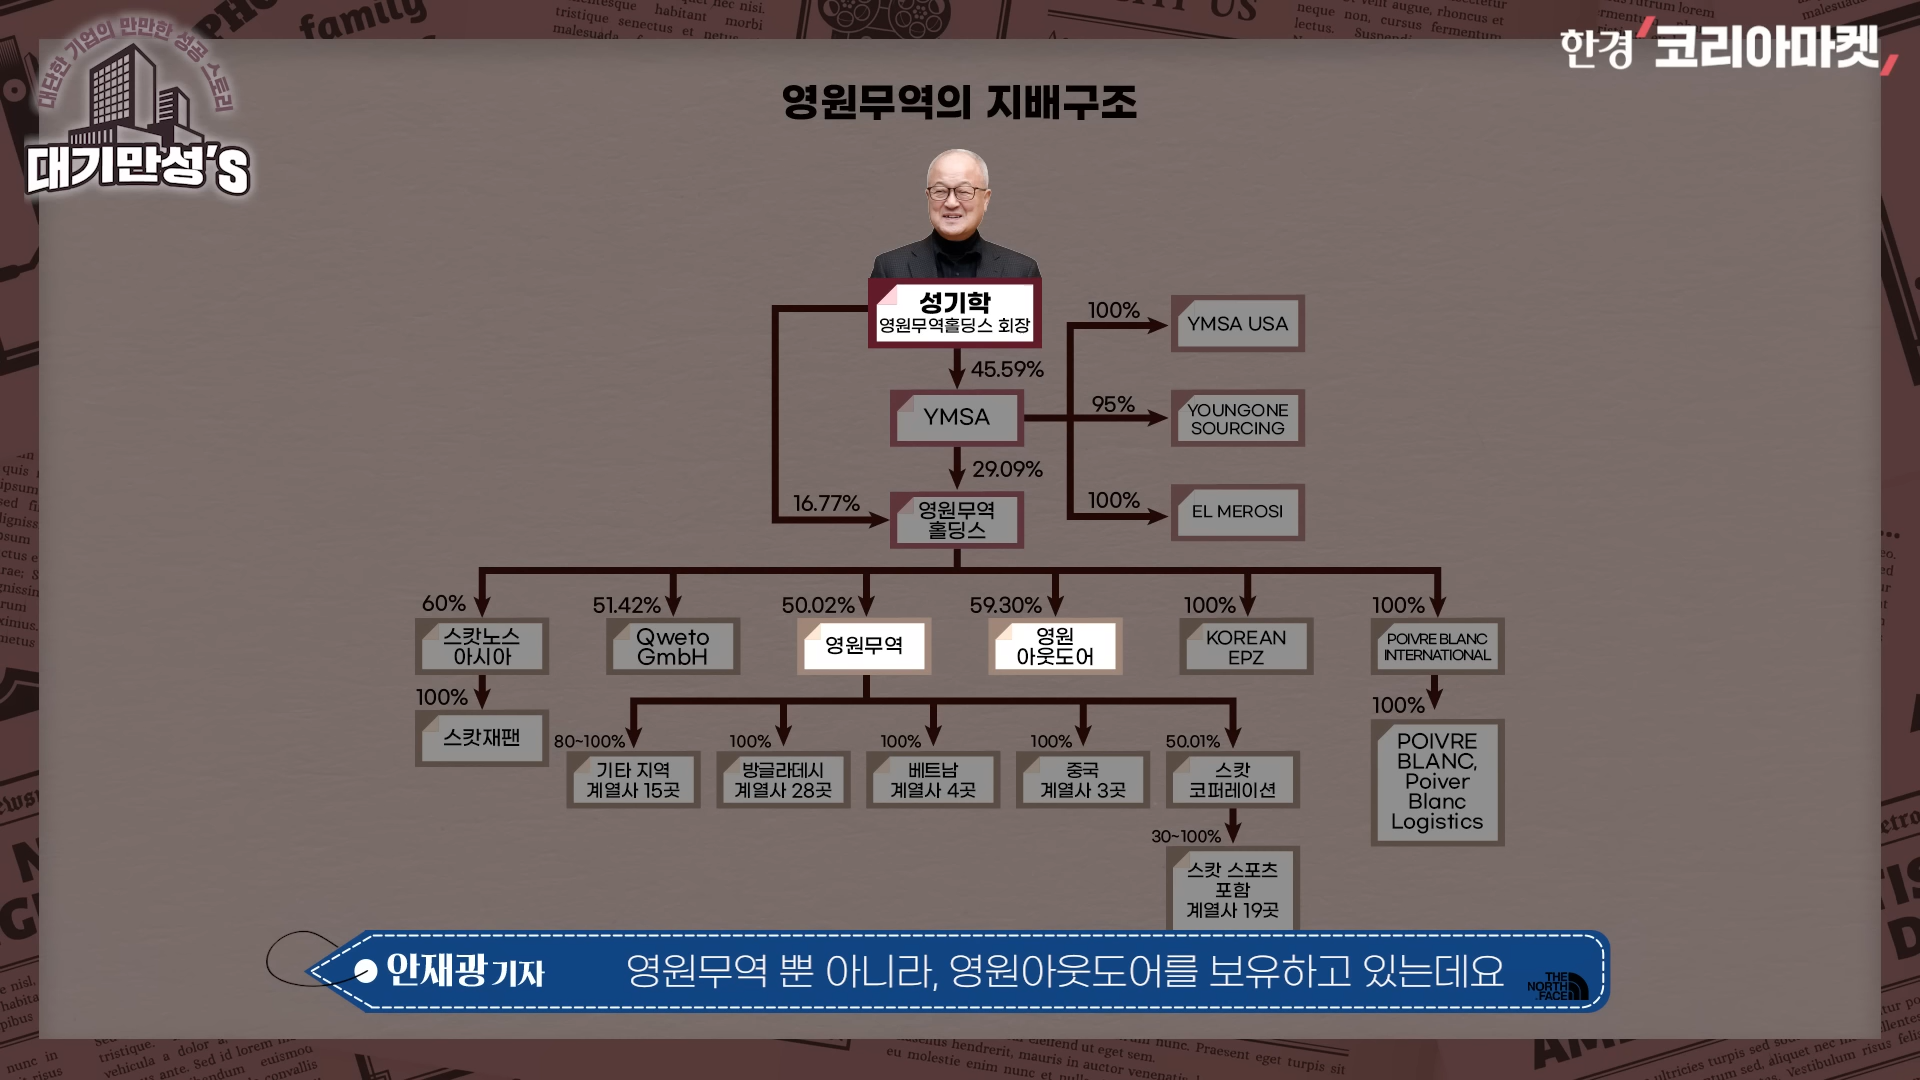 대단한 기업의 만만한 성공 스토리
대기만성'S
한경 코리아마켓
영원무역의 지배구조
성기학
영원무역홀딩스 회장
45.59%
YMSA
100%
YMSA USA
95%
YOUNGONE
SOURCING
100%
EL MEROSI
29.09%
16.77%
영원무역
홀딩스
60%
스캇노스
아시아
51.42%
Qweto
GmbH
50.02%
영원무역
59.30%
영원
아웃도어
100%
KOREAN
EPZ
100%
POIVRE BLANC
INTERNATIONAL
100%
스캇재팬
80~100%
기타 지역
계열사 15곳
100%
방글라데시
계열사 28곳
100%
베트남
계열사 4곳
100%
중국
계열사 3곳
50.01%
스캇
코퍼레이션
100%
POIVRE
BLANC,
Poiver
Blanc
Logistics
30~100%
스캇 스포츠
포함
계열사 19곳
안재광 기자
영원무역 뿐 아니라, 영원아웃도어를 보유하고 있는데요
THE
NORTH
FACE
family